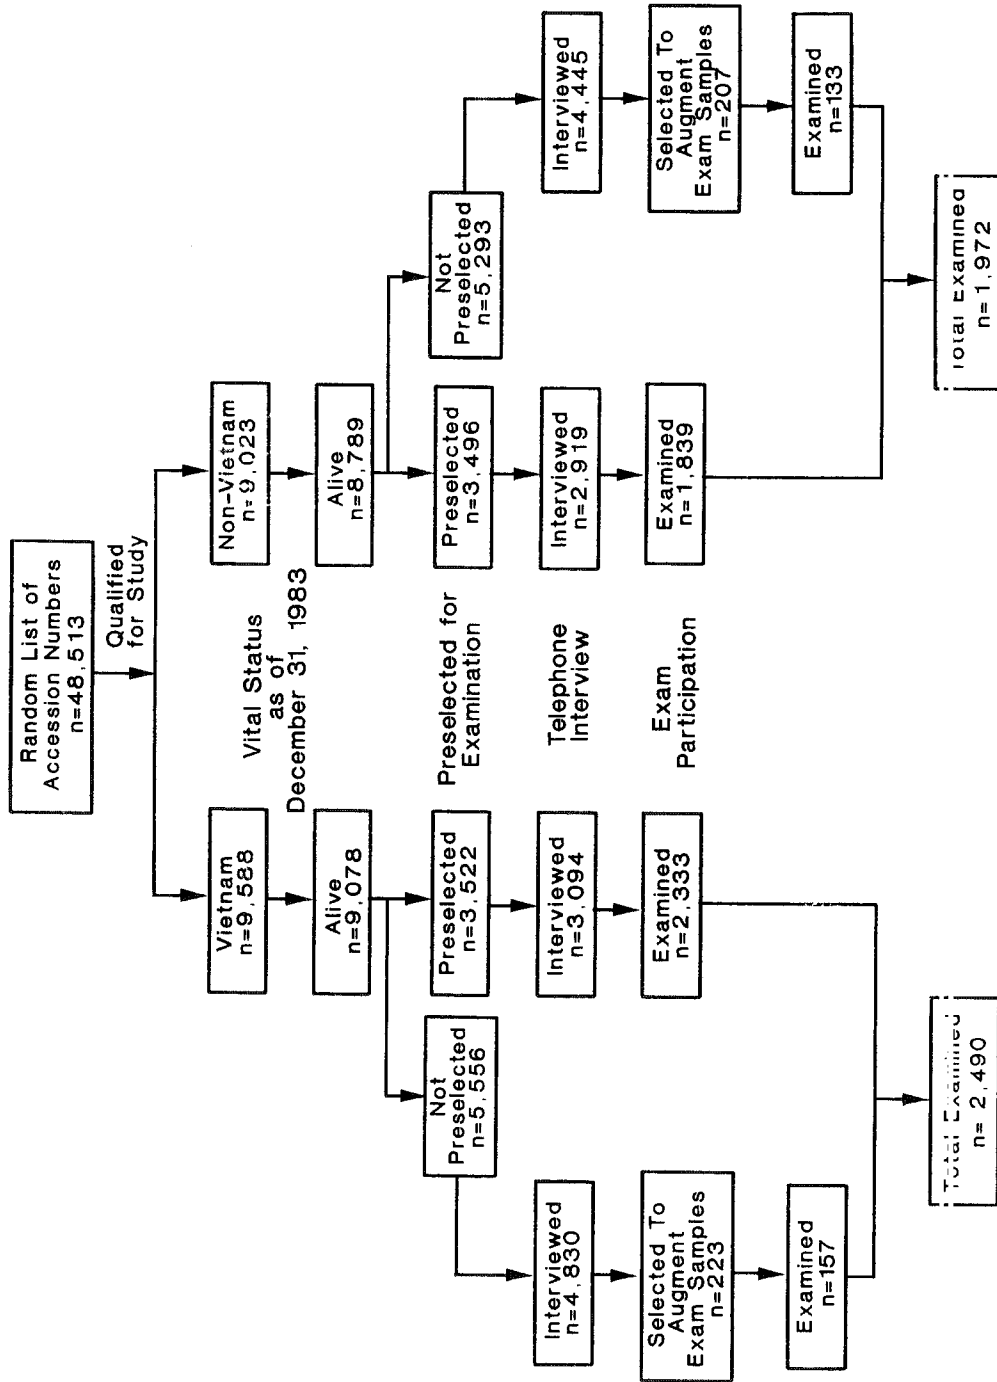 Random List of
Accession Numbers
n=48,513
Qualified
for Study
Vietnam
n=9,588
Vital Status
as of
December 31, 1983
Non-Vietnam
n=9,023
Alive
n=9,078
Alive
n=8,789
Not
Preselected
n=5,556
Preselected
n=3,522
Preselected for
Examination
Preselected
n=3,496
Not
Preselected
n=5,293
Interviewed
n=4,830
Interviewed
n=3,094
Telephone
Interview
Interviewed
n=2,919
Interviewed
n=4,445
Selected To
Augment
Exam Samples
n=223
Examined
n=2,333
Exam
Participation
Examined
n=1,839
Selected To
Augment
Exam Samples
n=207
Examined
n=157
Examined
n=133
Total Examined
n= 2,490
Total Examined
n=1,972